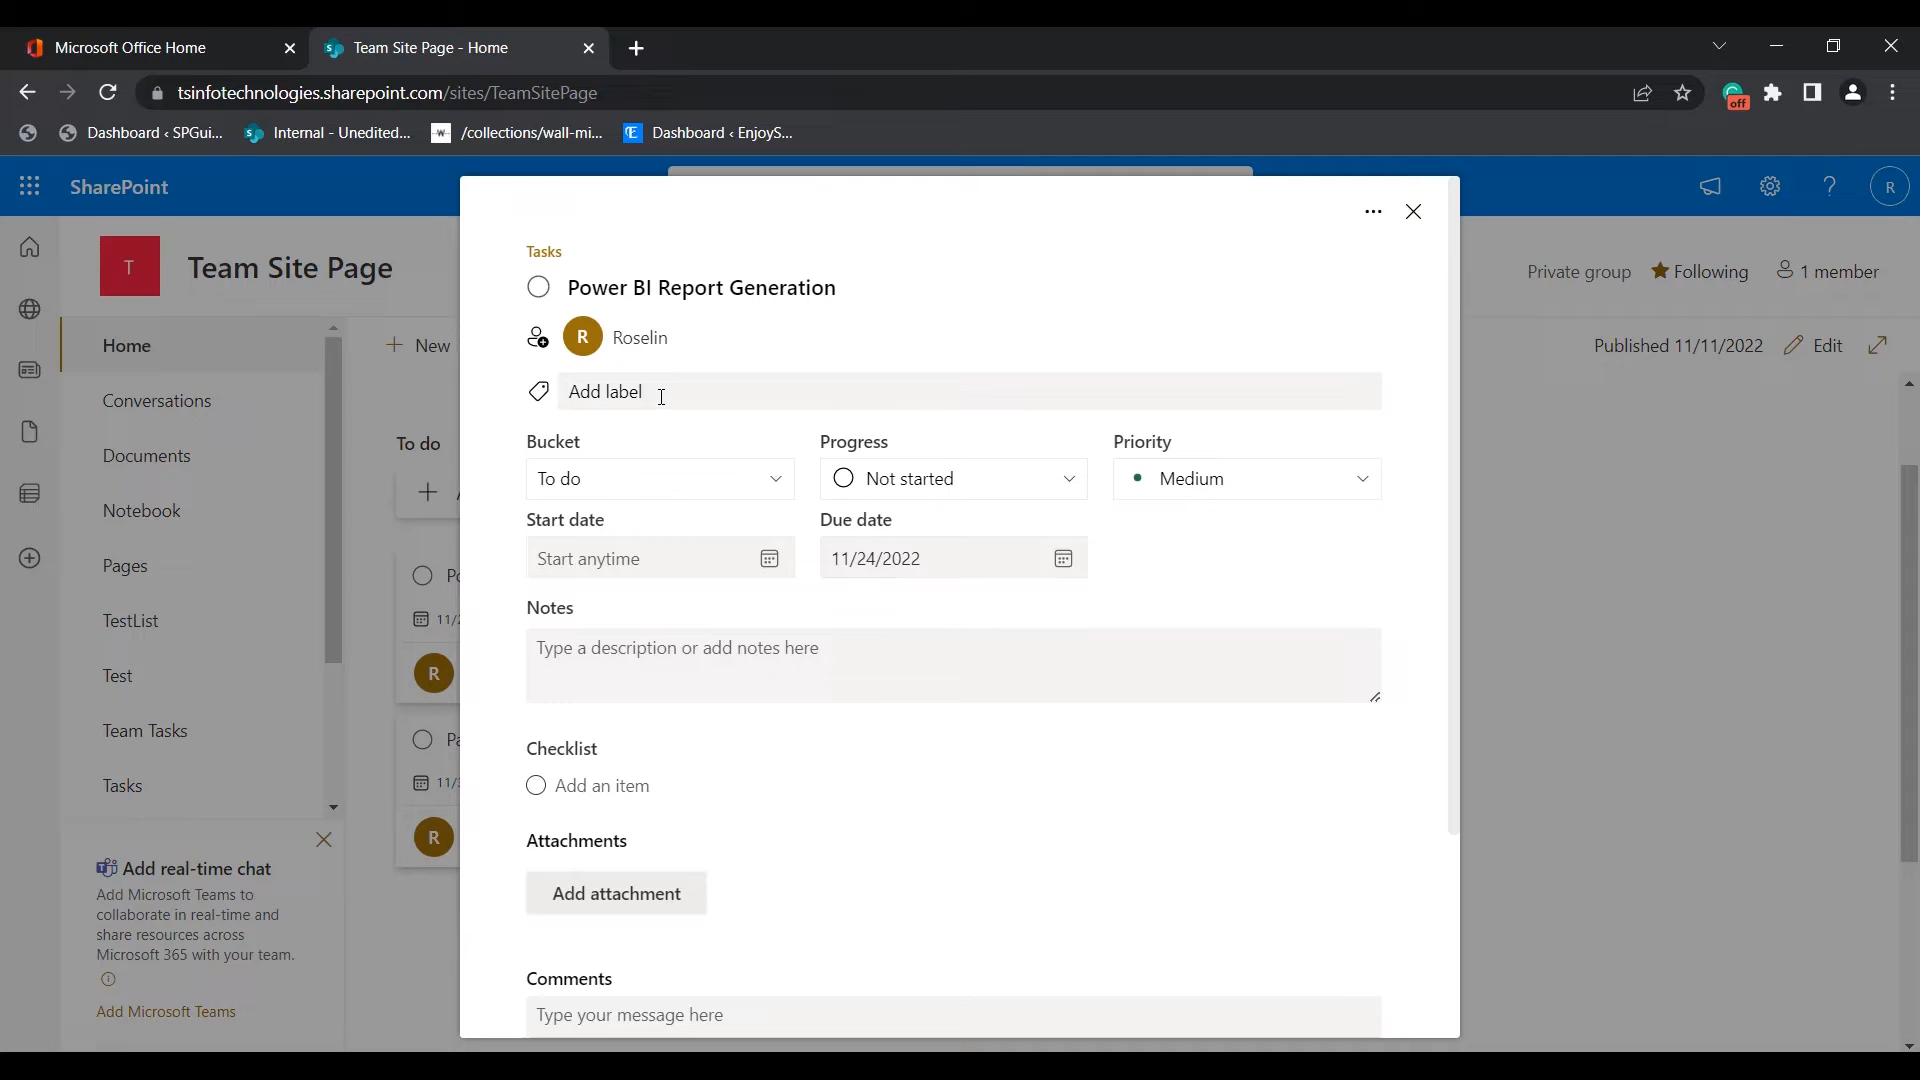 Microsoft Office Home
Team Site Page - Home
tsinfotechnologies.sharepoint.com/sites/TeamSitePage
off
Dashboard ‹ SPGui...
Internal - Unedited...
/collections/wall-mi...
Dashboard ‹ EnjoyS...
SharePoint
R
T
Team Site Page
Private group
Following
1 member
Home
Conversations
Documents
Notebook
Pages
TestList
Test
Team Tasks
Tasks
Add real-time chat
Add Microsoft Teams to
collaborate in real-time and
share resources across
Microsoft 365 with your team.
Add Microsoft Teams
New
Published 11/11/2022
Edit
To do
R
R
Tasks
Power BI Report Generation
R
Roselin
Add label
Bucket
Progress
Priority
To do
Not started
Medium
Start date
Due date
Start anytime
11/24/2022
Notes
Type a description or add notes here
Checklist
Add an item
Attachments
Add attachment
Comments
Type your message here